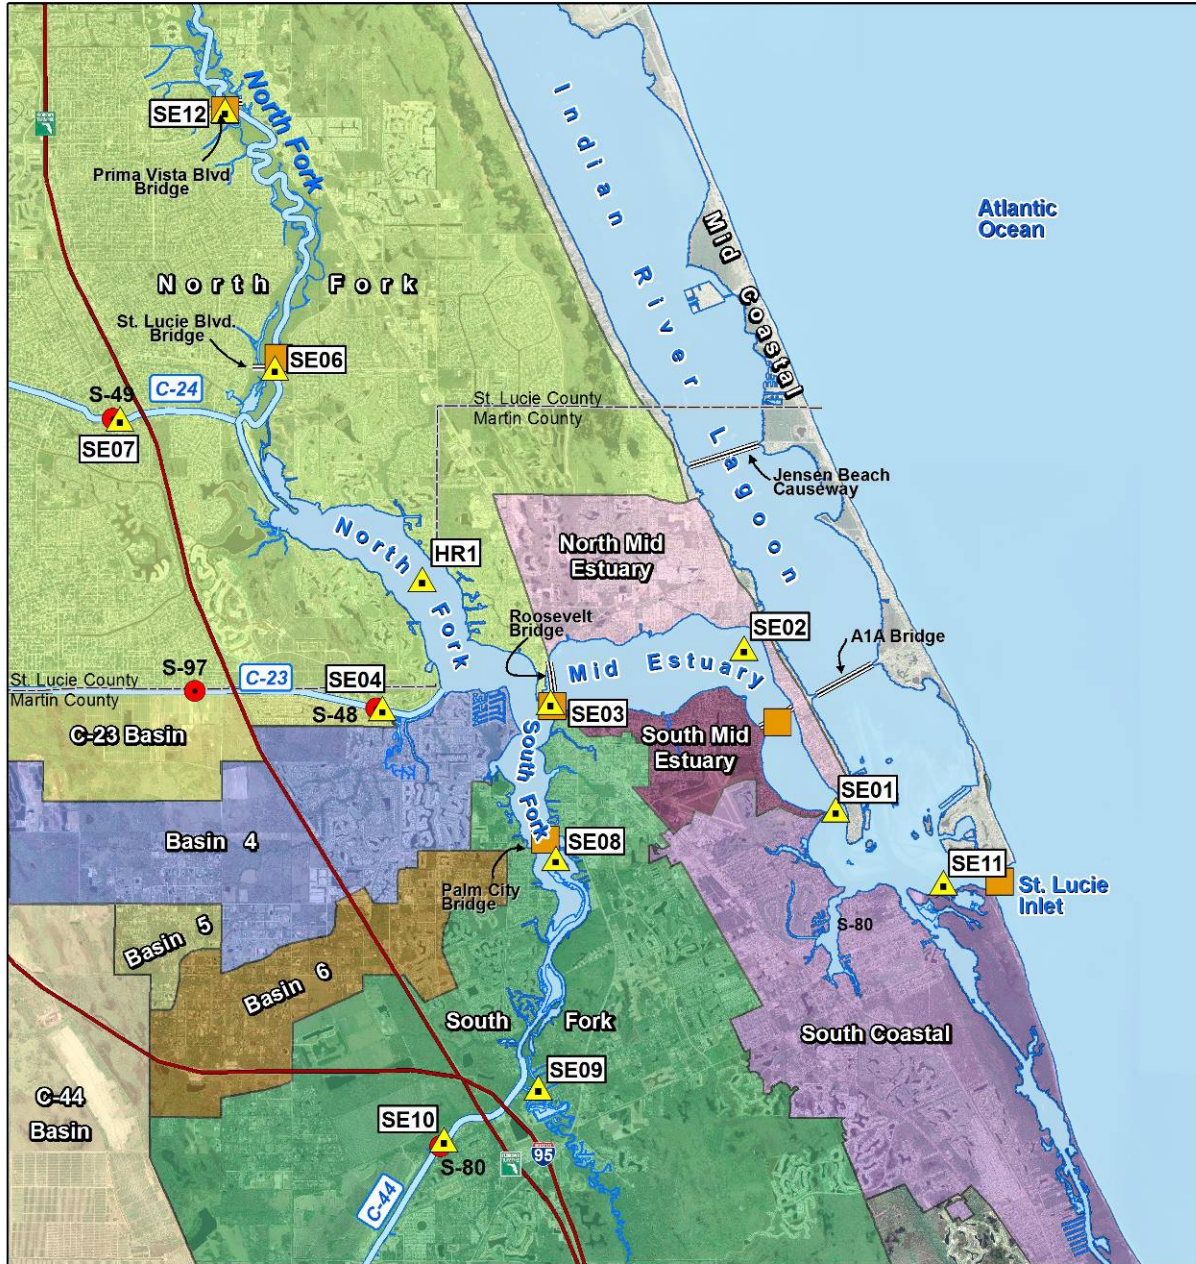 SE12
North Fork
Prima Vista Blvd
Bridge
Indian River Lagoon
Mid Coastal
Atlantic
Ocean
North Fork
St. Lucie Blvd.
Bridge
SE06
S-49
C-24
SE07
St. Lucie County
Martin County
Jensen Beach
Causeway
North Fork
HR1
North Mid
Estuary
Roosevelt
Bridge
SE02
A1A Bridge
Mid Estuary
S-97
C-23
SE04
St. Lucie County
Martin County
S-48
SE03
C-23 Basin
South Mid
Estuary
South Fork
SE01
Basin 4
SE08
Palm City
Bridge
SE11
St. Lucie
Inlet
S-80
Basin 5
Basin 6
South Fork
South Coastal
SE09
C-44
Basin
SE10
S-80
95
C-44